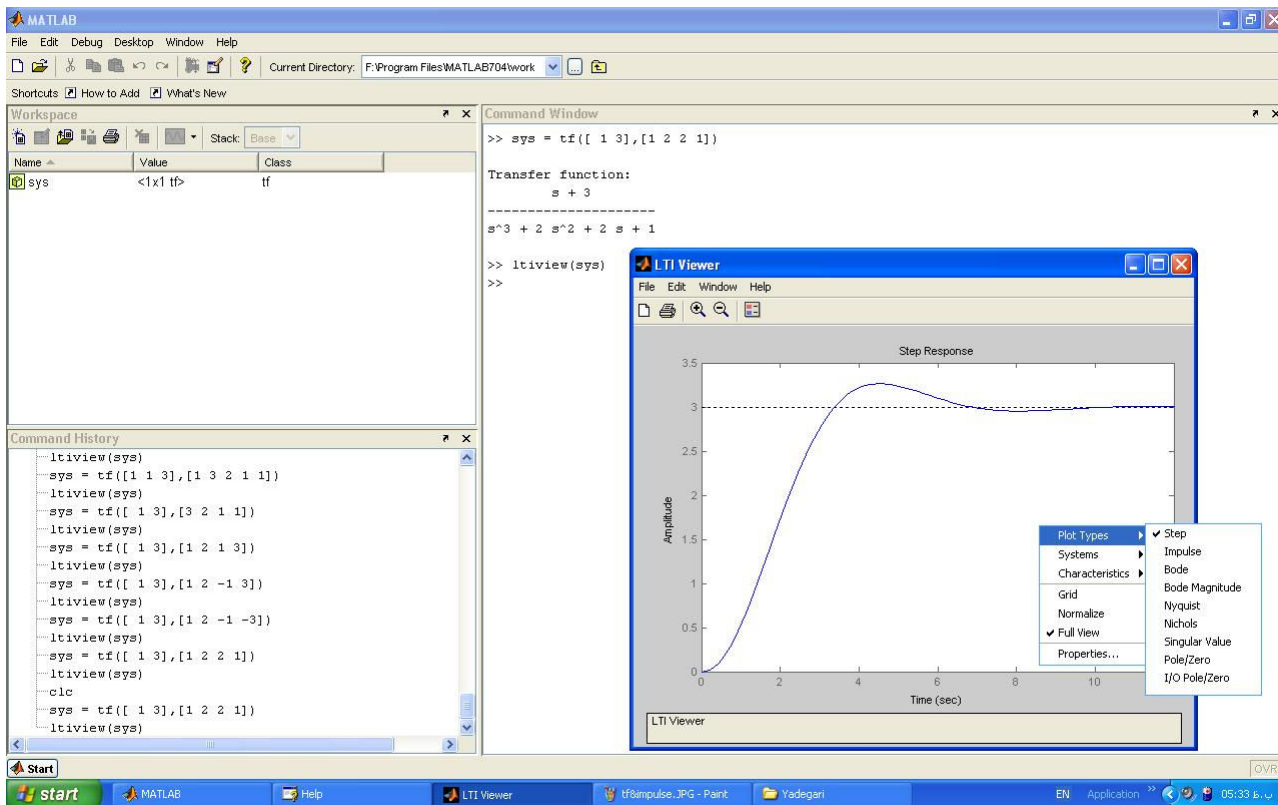 MATLAB
File Edit Debug Desktop Window Help
Current Directory: F:\Program Files\MATLAB704\work
Shortcuts How to Add What's New
Workspace
Stack: Base
Name Value Class
sys <1x1 tf> tf
Command History
ltiview(sys)
sys = tf([1 1 3],[1 3 2 1 1])
ltiview(sys)
sys = tf([ 1 3],[3 2 1 1])
ltiview(sys)
sys = tf([ 1 3],[1 2 1 3])
ltiview(sys)
sys = tf([ 1 3],[1 2 -1 3])
ltiview(sys)
sys = tf([ 1 3],[1 2 -1 -3])
ltiview(sys)
sys = tf([ 1 3],[1 2 2 1])
ltiview(sys)
clc
sys = tf([ 1 3],[1 2 2 1])
ltiview(sys)
Command Window
>> sys = tf([ 1 3],[1 2 2 1])
Transfer function:
s + 3
---------------------
s^3 + 2 s^2 + 2 s + 1
>> ltiview(sys)
>>
LTI Viewer
File Edit Window Help
Step Response
3.5
3
2.5
2
1.5
1
0.5
0
Amplitude
0 2 4 6 8 10
Time (sec)
Plot Types
Systems
Characteristics
Grid
Normalize
Full View
Properties...
Step
Impulse
Bode
Bode Magnitude
Nyquist
Nichols
Singular Value
Pole/Zero
I/O Pole/Zero
LTI Viewer
Start
OVR
start MATLAB Help LTI Viewer tf&impulse.JPG - Paint Yadegari EN Application » 05:33 ب.ظ